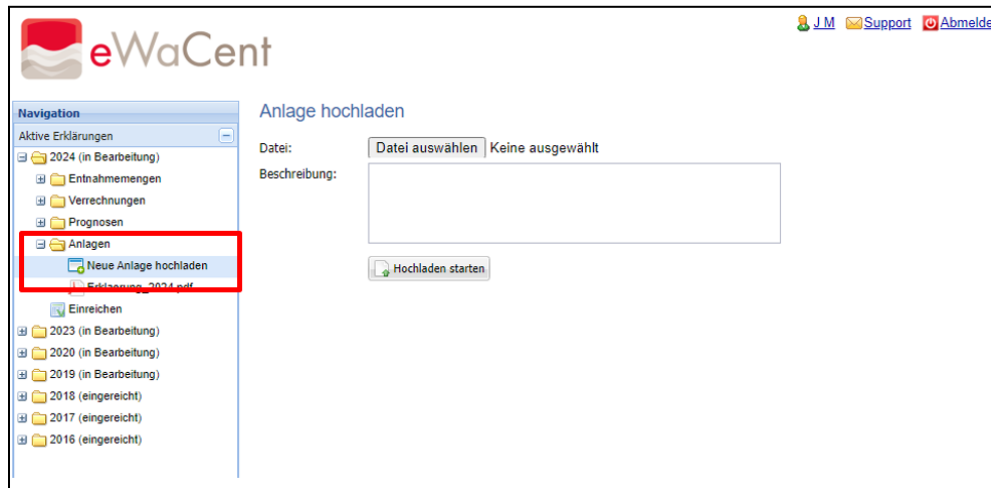 J M Support Abmelde
eWaCent
Navigation
Aktive Erklärungen
2024 (in Bearbeitung)
Entnahmemengen
Verrechnungen
Prognosen
Anlagen
Neue Anlage hochladen
Erklaerung_2024.pdf
Einreichen
2023 (in Bearbeitung)
2020 (in Bearbeitung)
2019 (in Bearbeitung)
2018 (eingereicht)
2017 (eingereicht)
2016 (eingereicht)
Anlage hochladen
Datei: Datei auswählen Keine ausgewählt
Beschreibung:
Hochladen starten